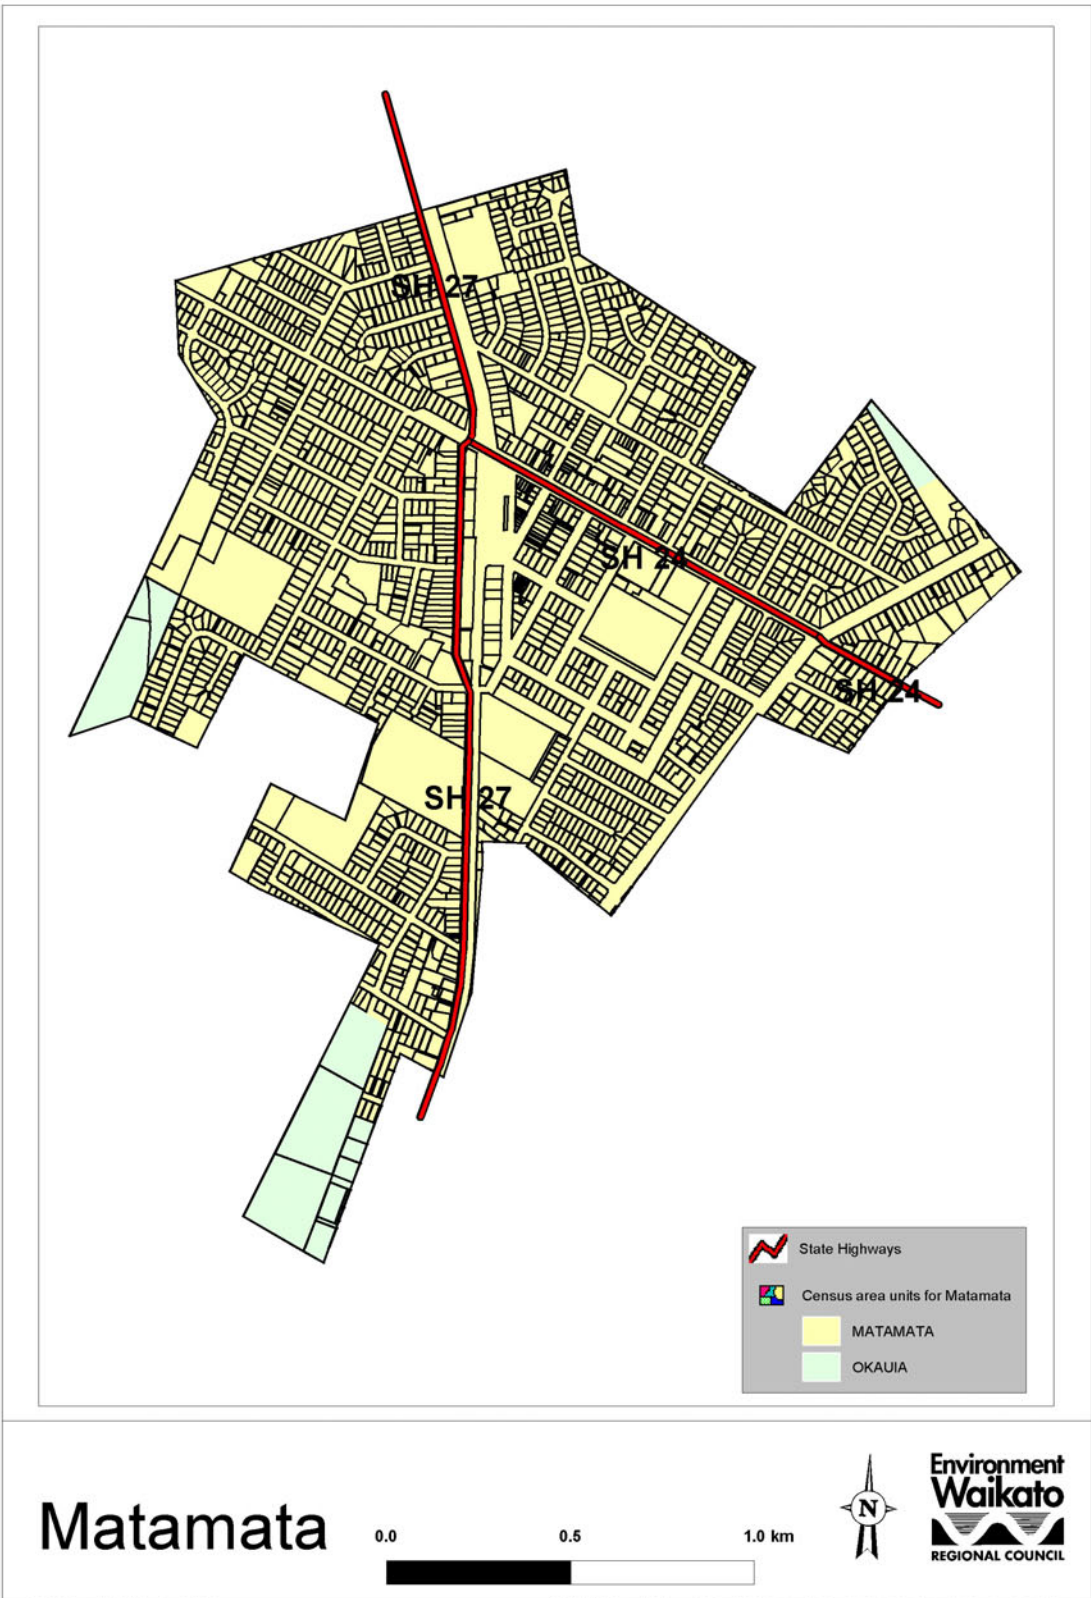 SH 27
SH 24
SH 24
SH 27
State Highways
Census area units for Matamata
MATAMATA
OKAUIA
Matamata
0.0 0.5 1.0 km
N
Environment
Waikato
REGIONAL COUNCIL